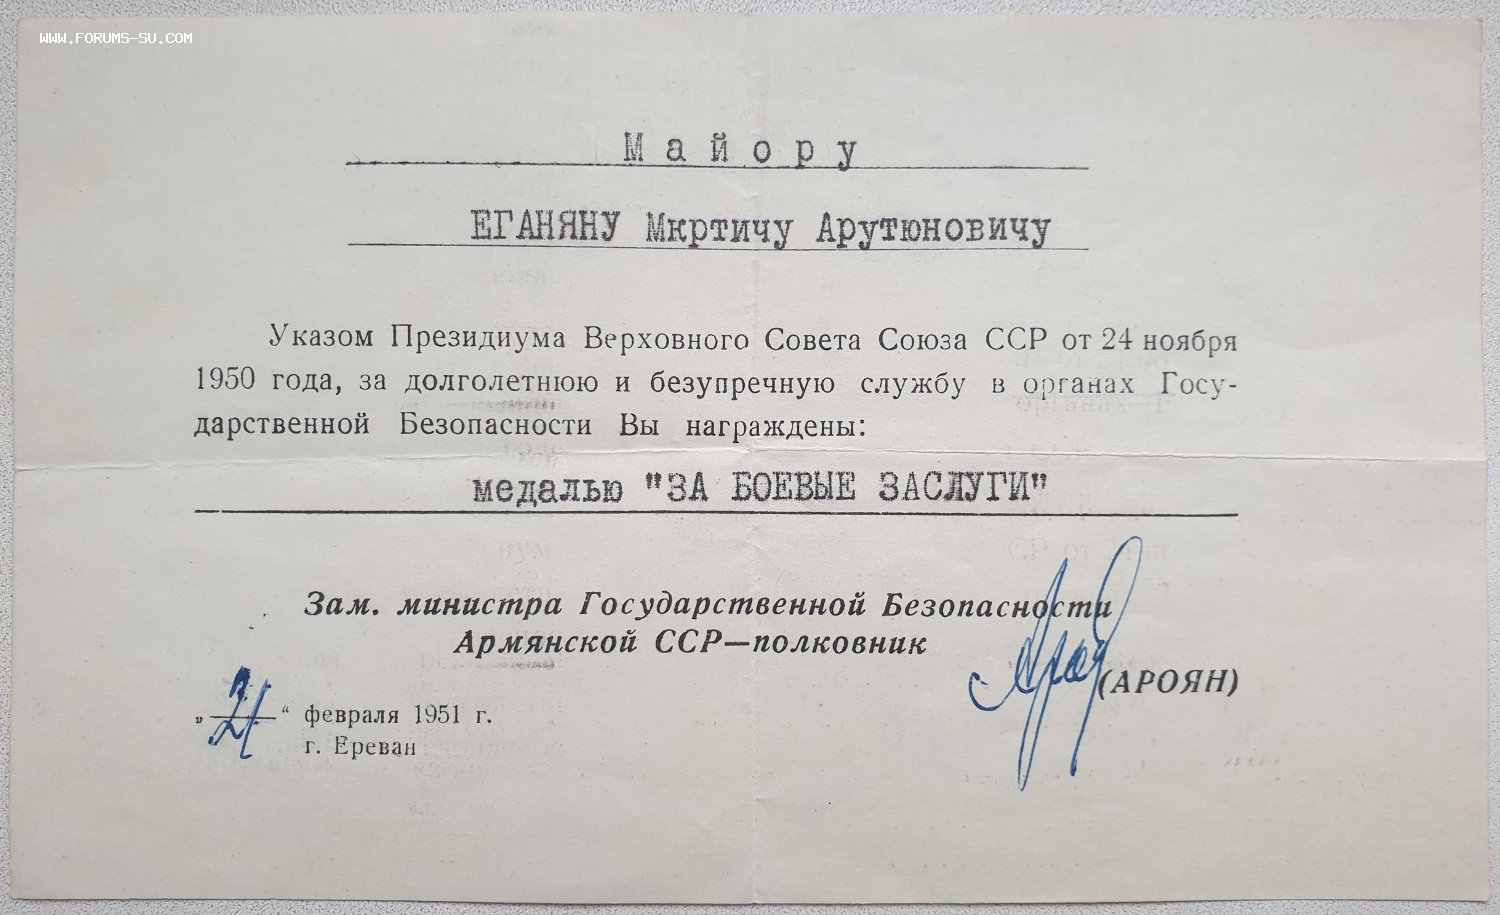 WWW.FORUMS-SU.COM
Майору
ЕГАНЯНУ Мкртичу Арутюновичу
Указом Президиума Верховного Совета Союза ССР от 24 ноября
1950 года, за долголетнюю и безупречную службу в органах Госу-
дарственной Безопасности Вы награждены:
медалью "ЗА БОЕВЫЕ ЗАСЛУГИ"
Зам. министра Государственной Безопасности
Армянской ССР—полковник
(АРОЯН)
„21“ февраля 1951 г.
г. Ереван